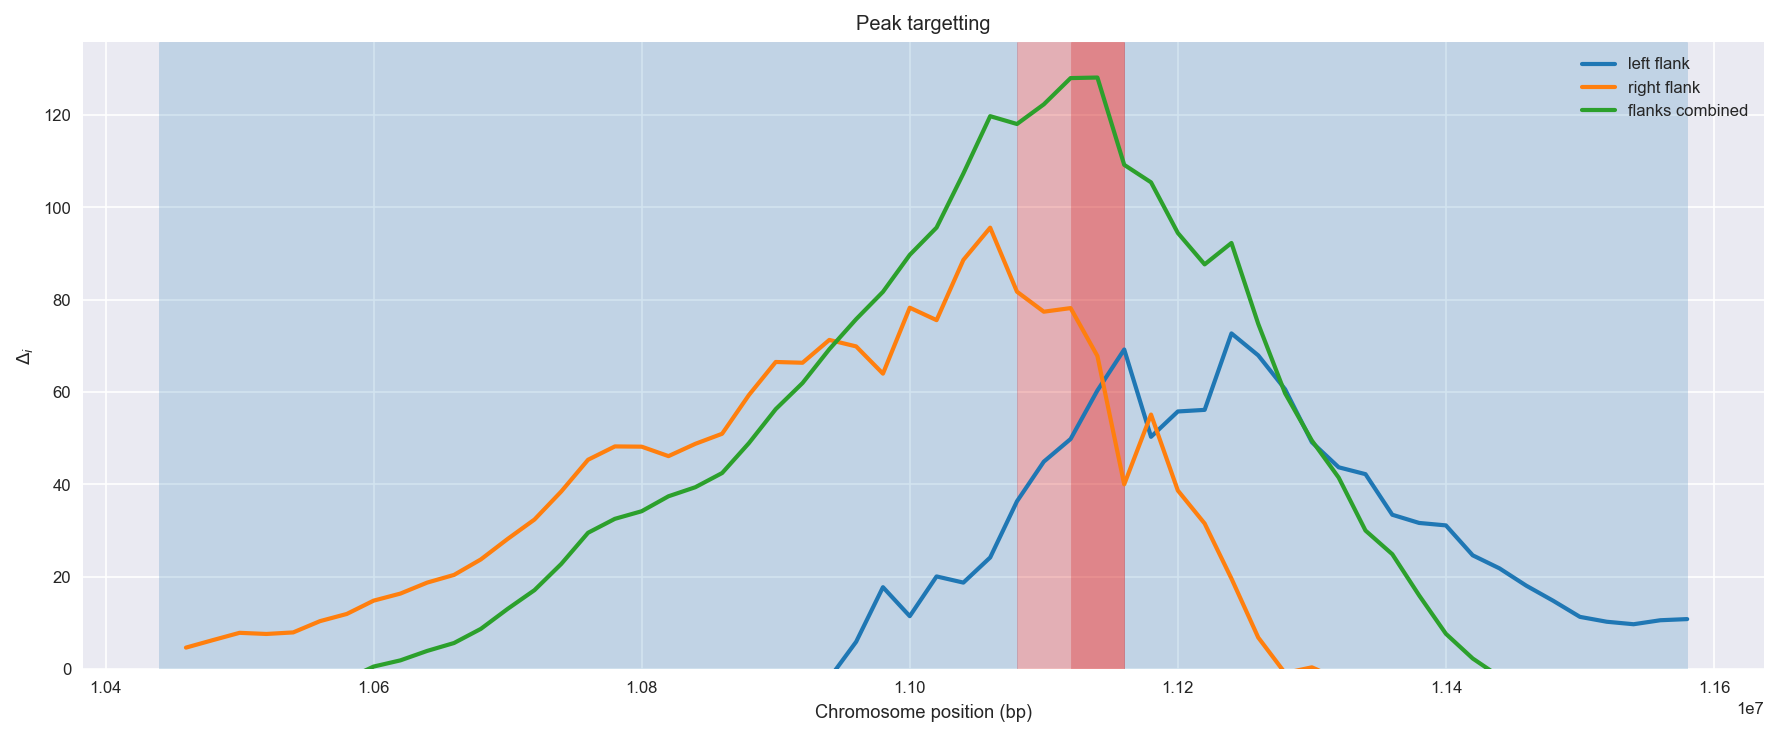 Peak targetting
left flank
right flank
flanks combined
Δi
120
100
80
60
40
20
0
1.04 1.06 1.08 1.10 1.12 1.14 1.16
1e7
Chromosome position (bp)